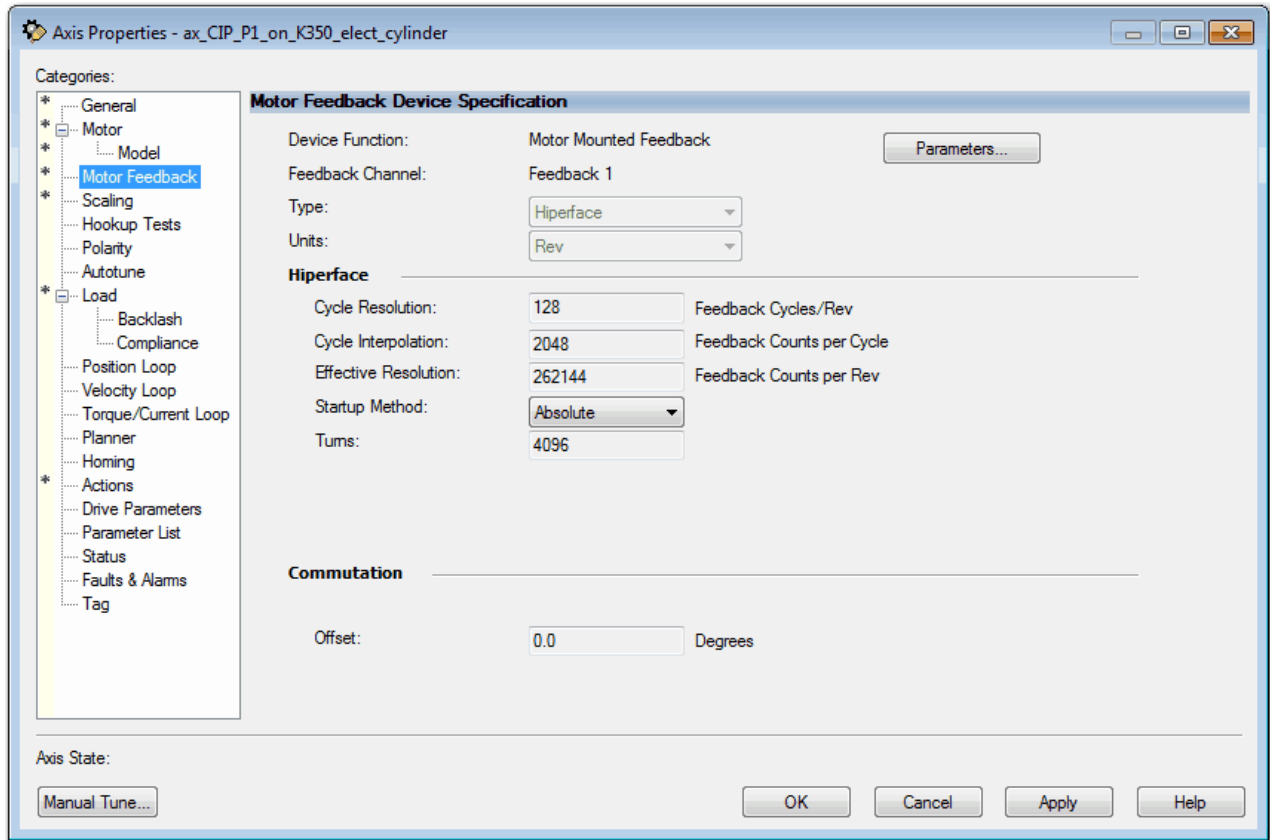 Axis Properties - ax_CIP_P1_on_K350_elect_cylinder
Categories:
* General
* Motor
* Model
* Motor Feedback
* Scaling
Hookup Tests
Polarity
Autotune
* Load
Backlash
Compliance
Position Loop
Velocity Loop
Torque/Current Loop
Planner
Homing
* Actions
Drive Parameters
Parameter List
Status
Faults & Alarms
Tag
Motor Feedback Device Specification
Device Function: Motor Mounted Feedback Parameters...
Feedback Channel: Feedback 1
Type: Hiperface
Units: Rev
Hiperface
Cycle Resolution: 128 Feedback Cycles/Rev
Cycle Interpolation: 2048 Feedback Counts per Cycle
Effective Resolution: 262144 Feedback Counts per Rev
Startup Method: Absolute
Turns: 4096
Commutation
Offset: 0.0 Degrees
Axis State:
Manual Tune... OK Cancel Apply Help